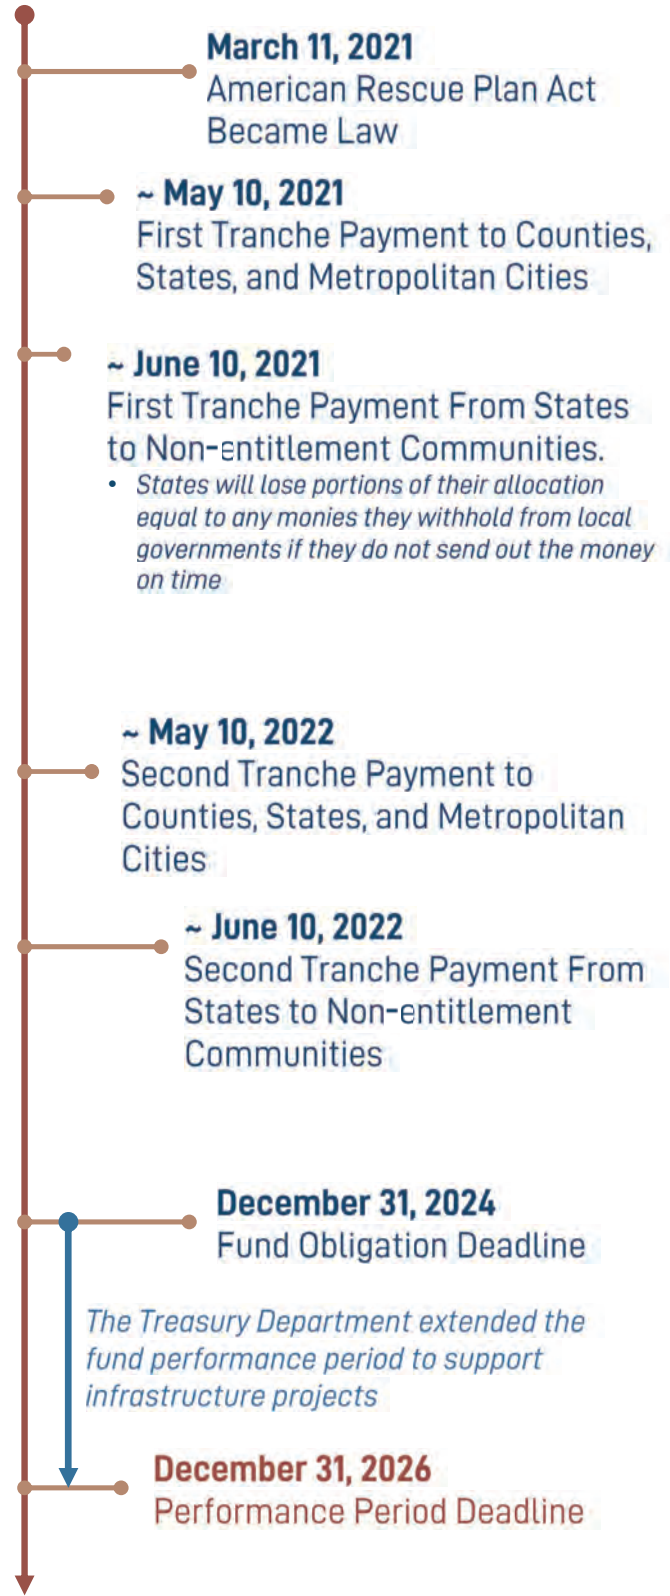 March 11, 2021
American Rescue Plan Act
Became Law
~ May 10, 2021
First Tranche Payment to Counties,
States, and Metropolitan Cities
~ June 10, 2021
First Tranche Payment From States
to Non-entitlement Communities.
• States will lose portions of their allocation
equal to any monies they withhold from local
governments if they do not send out the money
on time
~ May 10, 2022
Second Tranche Payment to
Counties, States, and Metropolitan
Cities
~ June 10, 2022
Second Tranche Payment From
States to Non-entitlement
Communities
December 31, 2024
Fund Obligation Deadline
The Treasury Department extended the
fund performance period to support
infrastructure projects
December 31, 2026
Performance Period Deadline